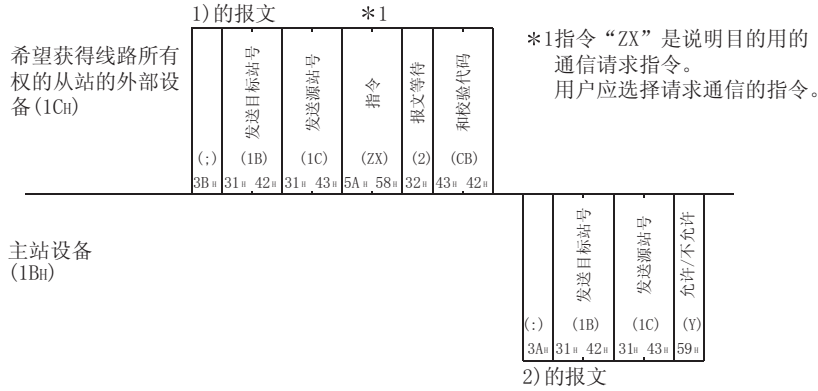 1)的报文 *1
希望获得线路所有
权的从站的外部设
备(1CH)
发送目标站号
发送源站号
指令
报文等待
和校验代码
(;) (1B) (1C) (ZX) (2) (CB)
3BH 31H 42H 31H 43H 5AH 58H 32H 43H 42H
*1指令“ZX”是说明目的用的
通信请求指令。
用户应选择请求通信的指令。
主站设备
(1BH)
发送目标站号
发送源站号
允许/不允许
(:) (1B) (1C) (Y)
3AH 31H 42H 31H 43H 59H
2)的报文